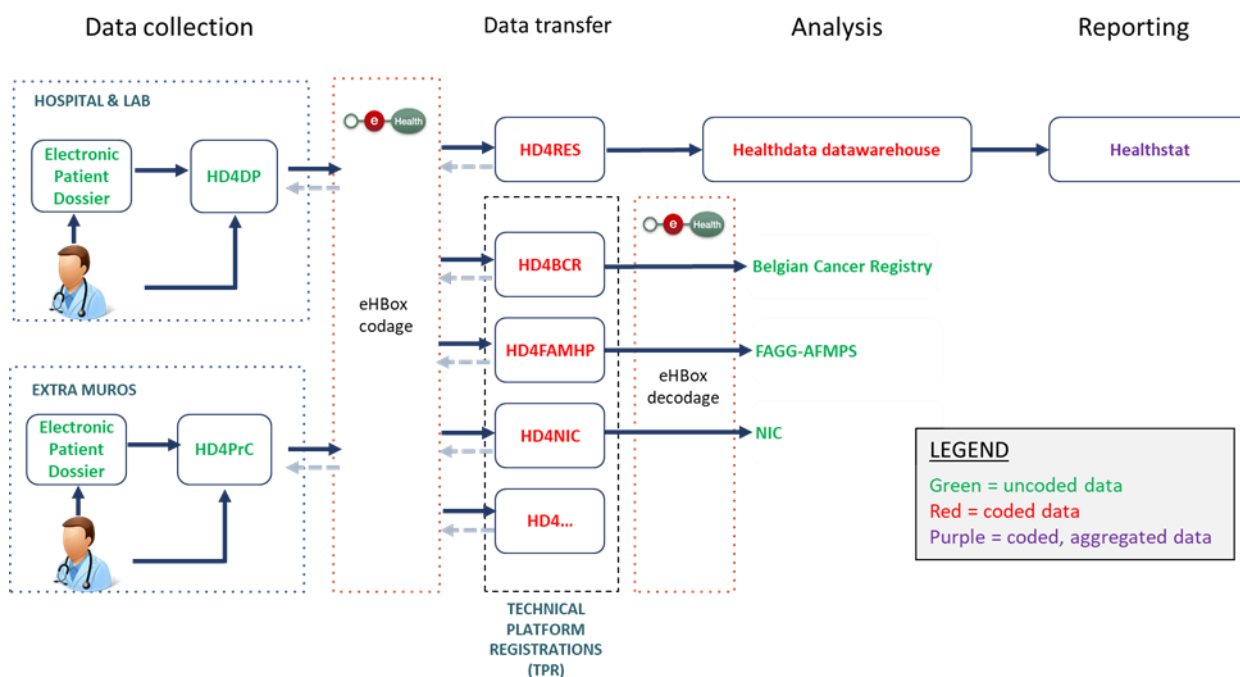 Data collection
Data transfer
Analysis
Reporting
HOSPITAL & LAB
Electronic
Patient
Dossier
HD4DP
e
Health
HD4RES
Healthdata datawarehouse
Healthstat
e
Health
HD4BCR
Belgian Cancer Registry
eHBox
codage
HD4FAMHP
FAGG-AFMPS
eHBox
decodage
EXTRA MUROS
Electronic
Patient
Dossier
HD4PrC
HD4NIC
NIC
HD4...
TECHNICAL
PLATFORM
REGISTRATIONS
(TPR)
LEGEND
Green = uncoded data
Red = coded data
Purple = coded, aggregated data